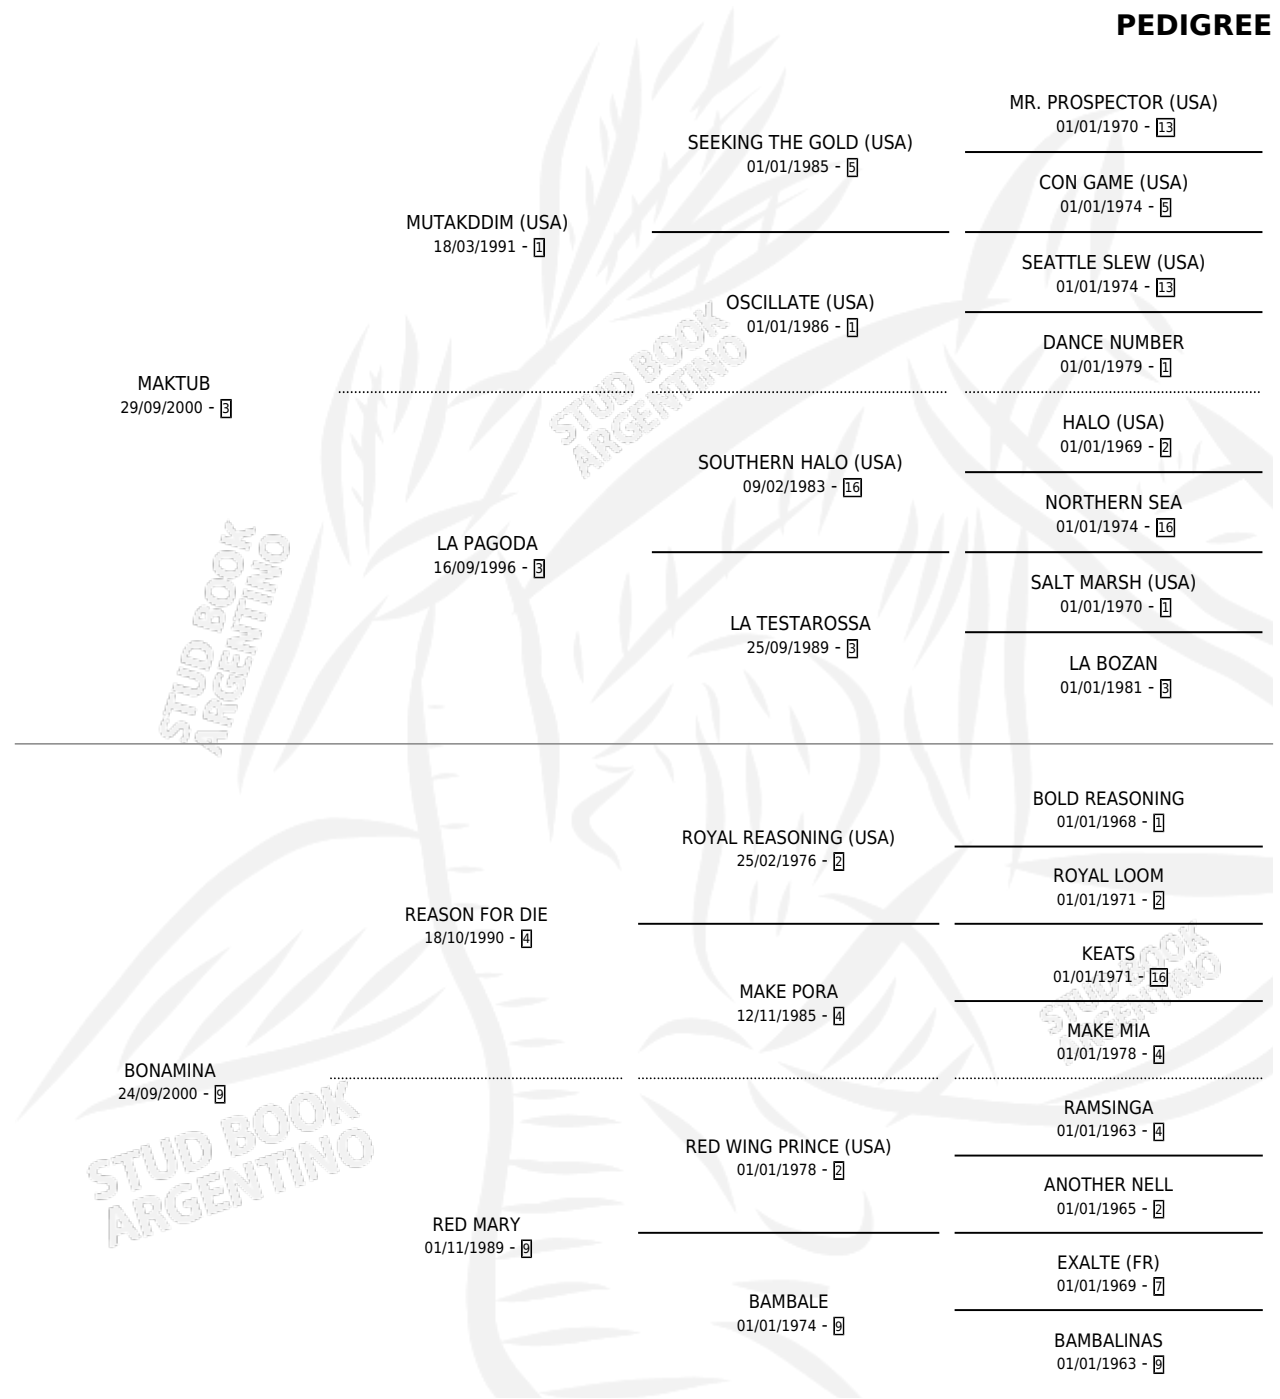 PEDIGREE
MR. PROSPECTOR (USA)
01/01/1970 - 13
SEEKING THE GOLD (USA)
01/01/1985 - 5
CON GAME (USA)
01/01/1974 - 5
MUTAKDDIM (USA)
18/03/1991 - 1
SEATTLE SLEW (USA)
01/01/1974 - 13
OSCILLATE (USA)
01/01/1986 - 1
DANCE NUMBER
01/01/1979 - 1
MAKTUB
29/09/2000 - 3
HALO (USA)
01/01/1969 - 2
SOUTHERN HALO (USA)
09/02/1983 - 16
NORTHERN SEA
01/01/1974 - 16
LA PAGODA
16/09/1996 - 3
SALT MARSH (USA)
01/01/1970 - 1
LA TESTAROSSA
25/09/1989 - 3
LA BOZAN
01/01/1981 - 3
BOLD REASONING
01/01/1968 - 1
ROYAL REASONING (USA)
25/02/1976 - 2
ROYAL LOOM
01/01/1971 - 2
REASON FOR DIE
18/10/1990 - 4
KEATS
01/01/1971 - 16
MAKE PORA
12/11/1985 - 4
MAKE MIA
01/01/1978 - 4
BONAMINA
24/09/2000 - 9
RAMSINGA
01/01/1963 - 4
RED WING PRINCE (USA)
01/01/1978 - 2
ANOTHER NELL
01/01/1965 - 2
RED MARY
01/11/1989 - 9
EXALTE (FR)
01/01/1969 - 7
BAMBALE
01/01/1974 - 9
BAMBALINAS
01/01/1963 - 9
STUD BOOK
ARGENTINO
STUD BOOK
ARGENTINO
STUD BOOK
ARGENTINO
STUD BOOK
ARGENTINO